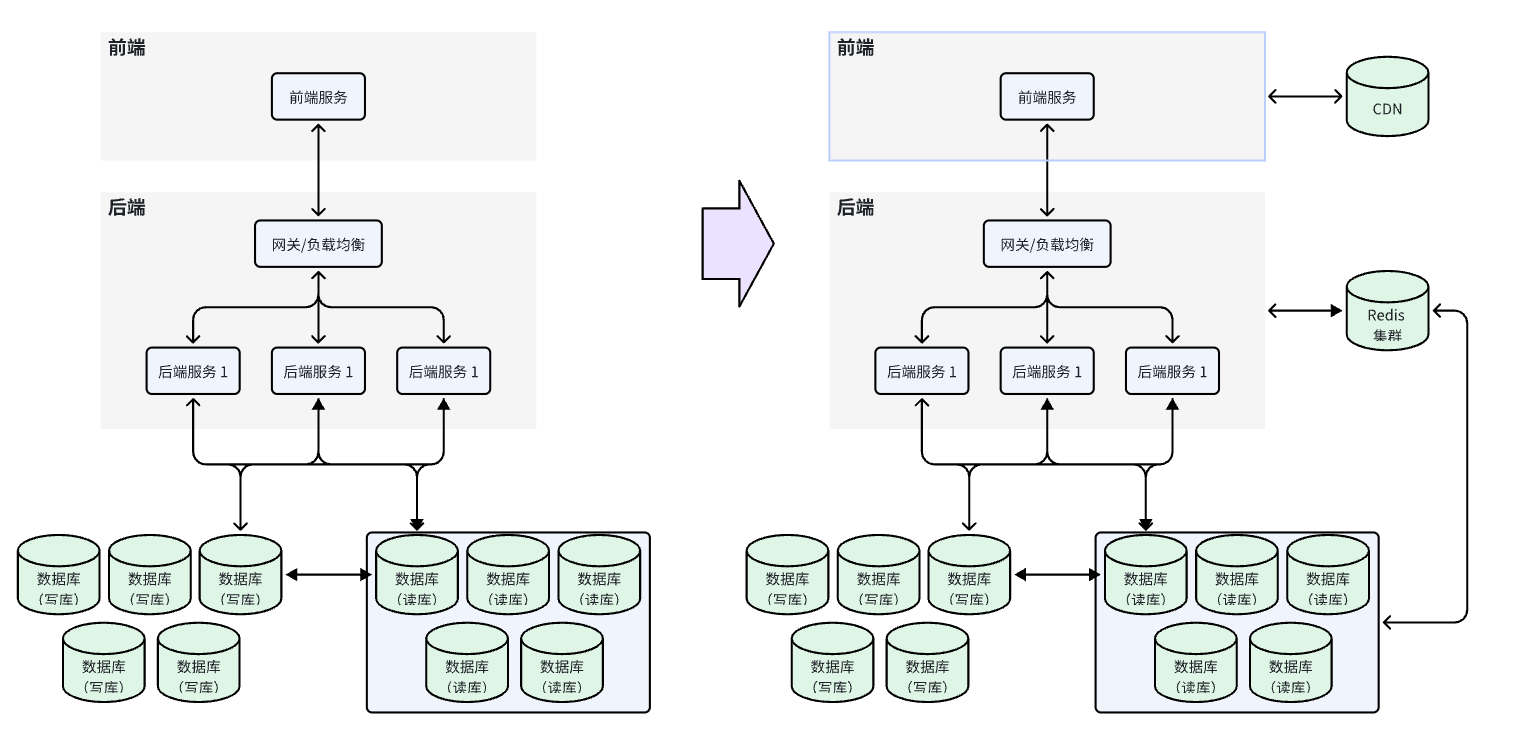 前端
前端服务
后端
网关/负载均衡
后端服务 1
后端服务 1
后端服务 1
数据库
（写库）
数据库
（写库）
数据库
（写库）
数据库
（写库）
数据库
（写库）
数据库
（读库）
数据库
（读库）
数据库
（读库）
数据库
（读库）
数据库
（读库）
前端
前端服务
CDN
后端
网关/负载均衡
Redis
集群
后端服务 1
后端服务 1
后端服务 1
数据库
（写库）
数据库
（写库）
数据库
（写库）
数据库
（写库）
数据库
（写库）
数据库
（读库）
数据库
（读库）
数据库
（读库）
数据库
（读库）
数据库
（读库）